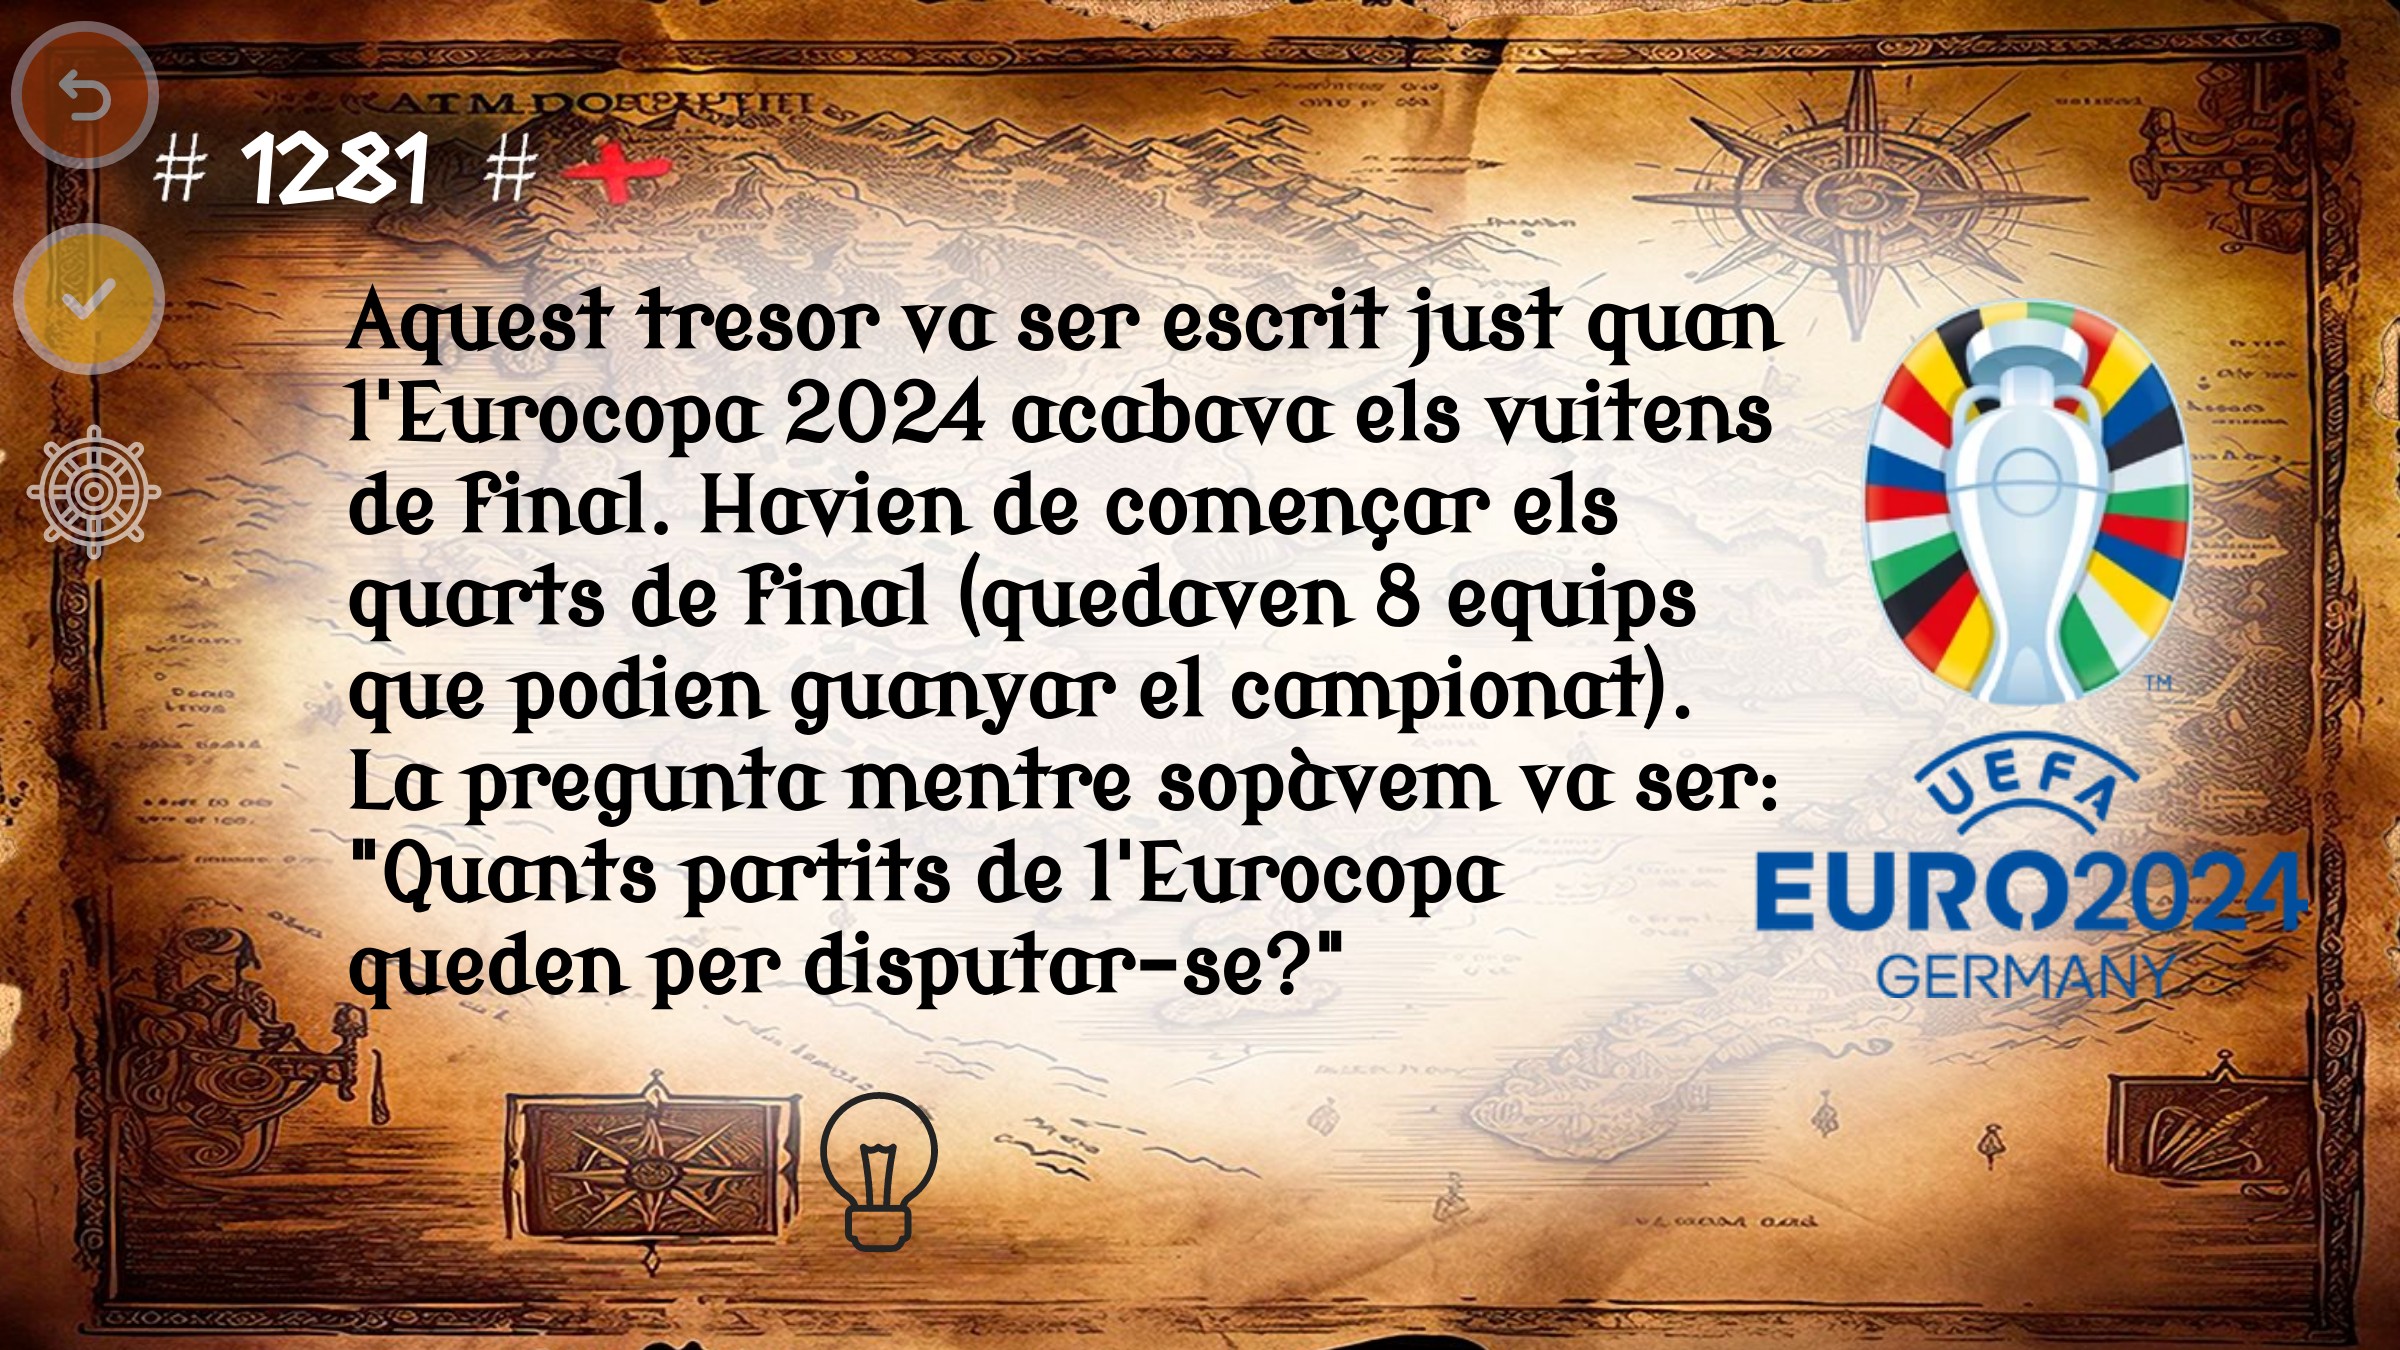 # 1281 #
Aquest tresor va ser escrit just quan
l'Eurocopa 2024 acabava els vuitens
de final. Havien de començar els
quarts de final (quedaven 8 equips
que podien guanyar el campionat).
La pregunta mentre sopàvem va ser:
"Quants partits de l'Eurocopa
queden per disputar-se?"
TM
UEFA
EURO2024
GERMANY